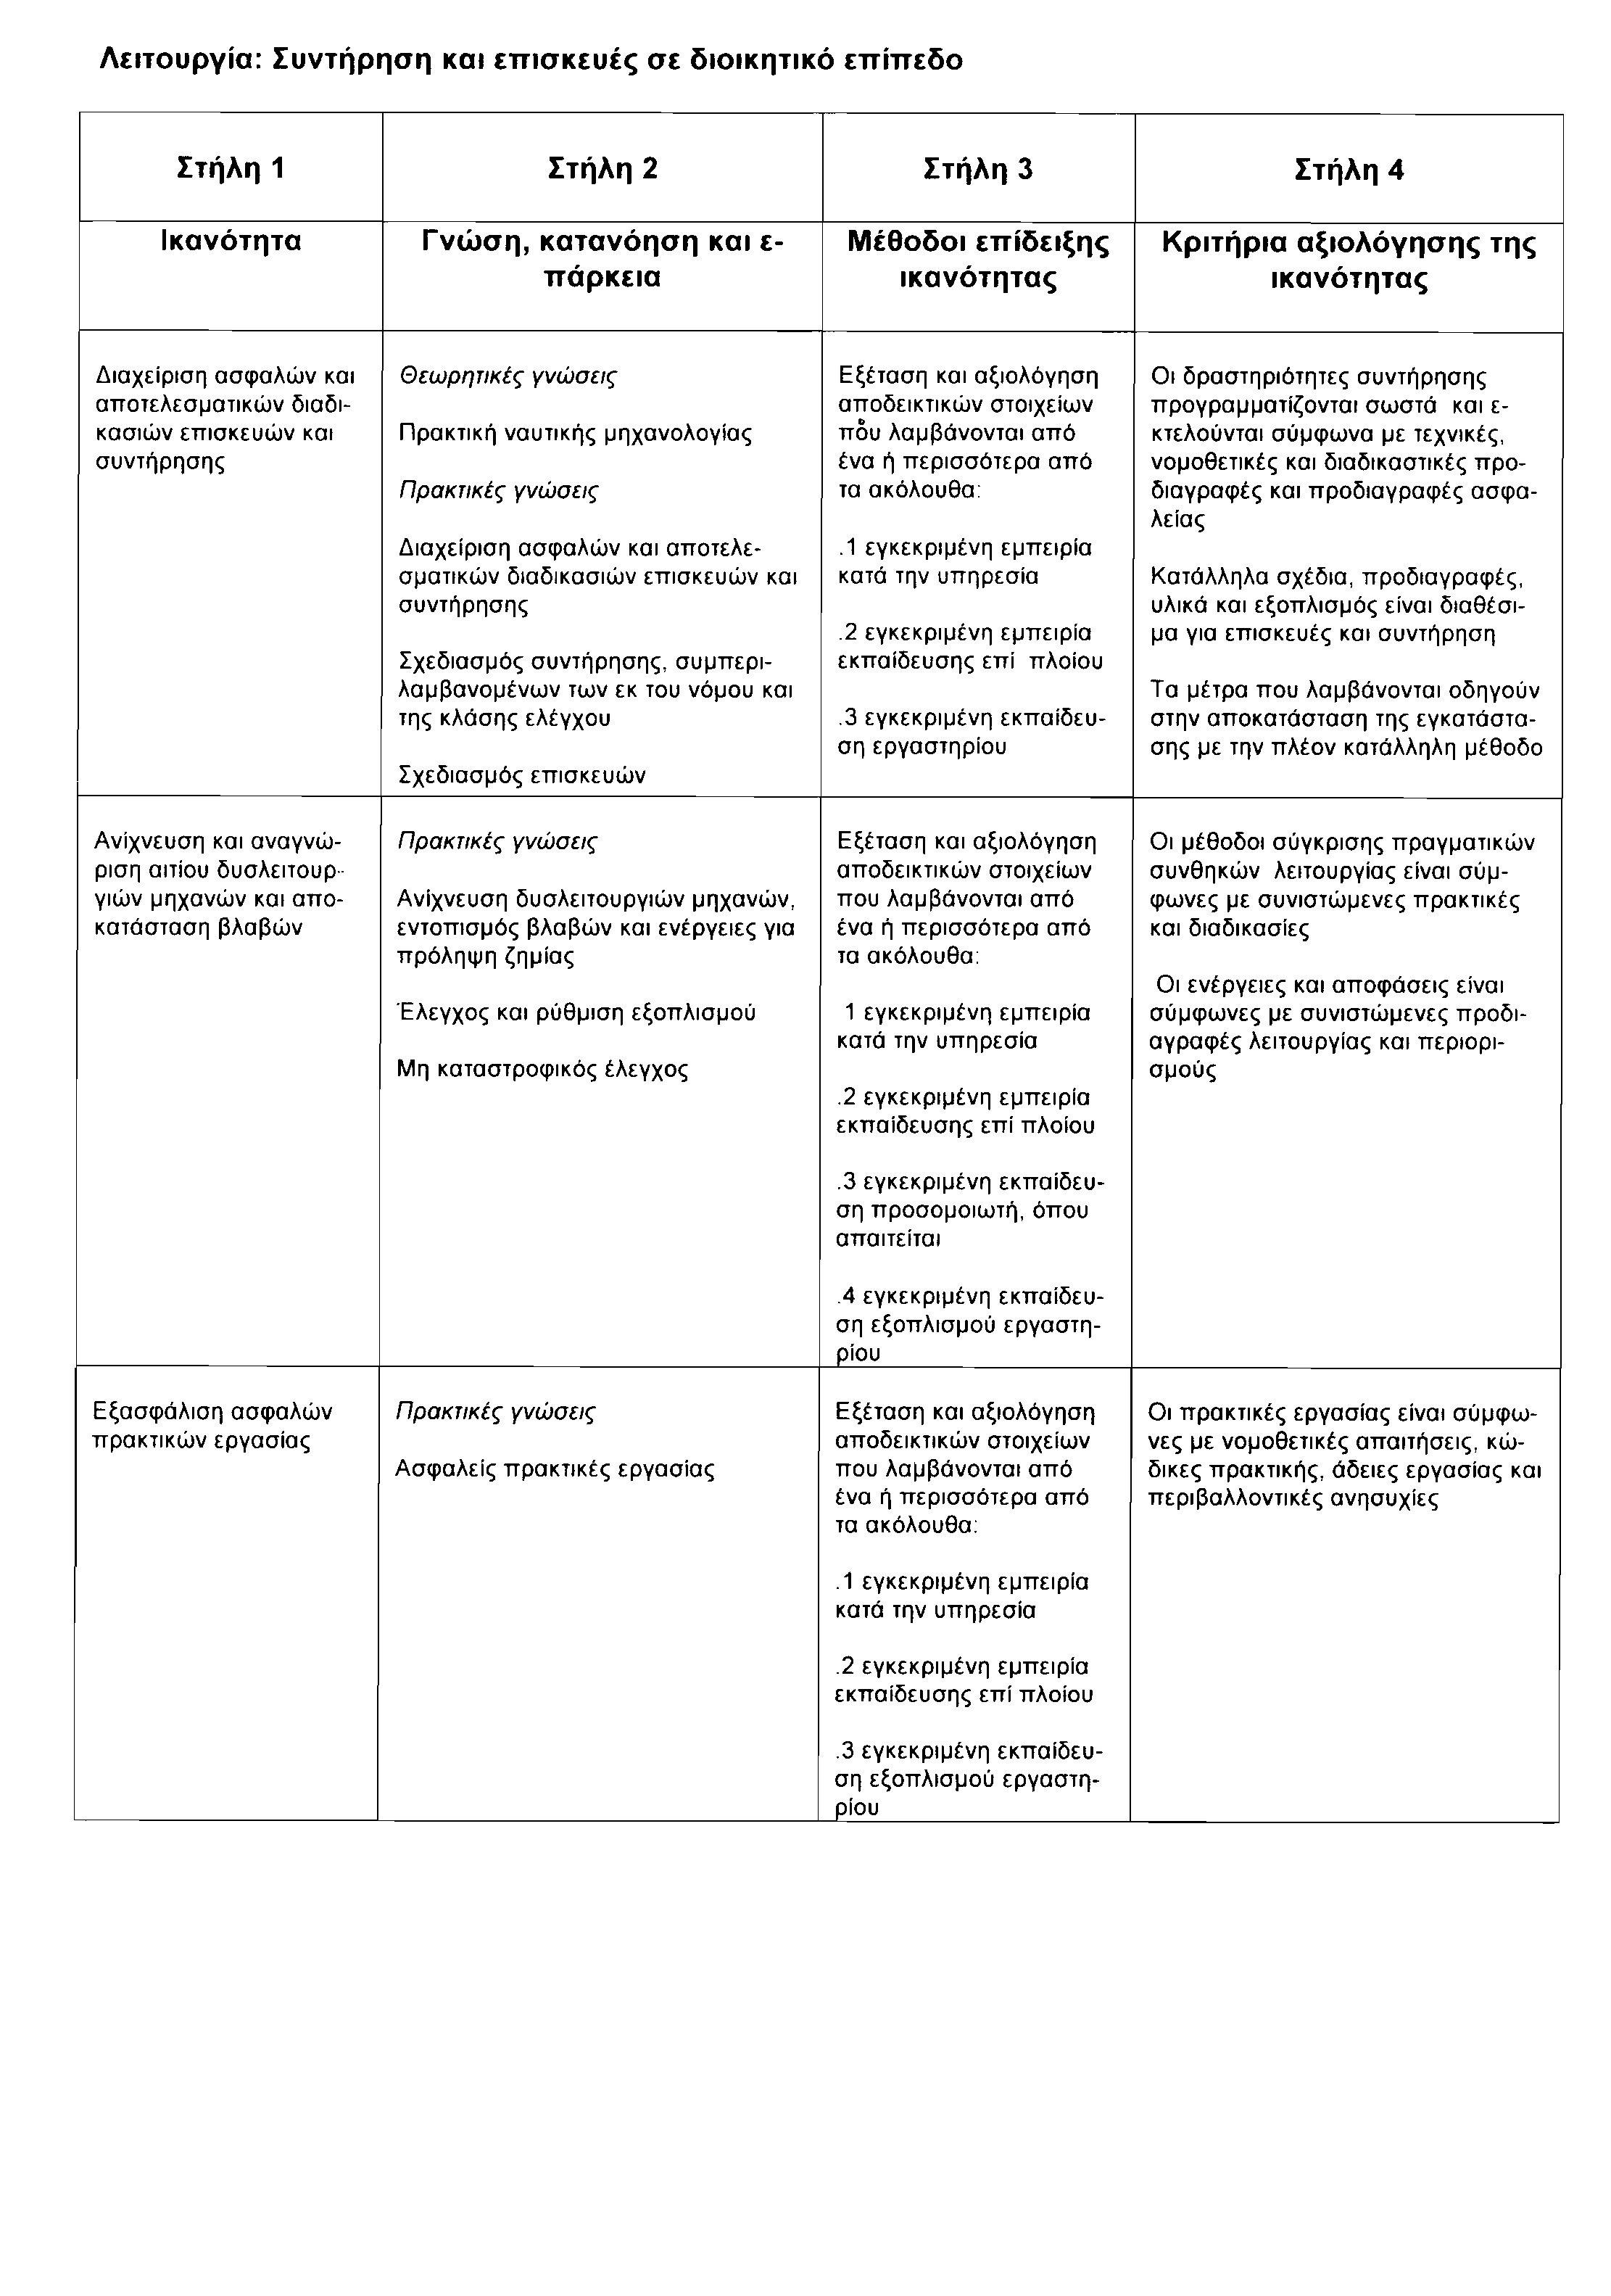 Λειτουργία: Συντήρηση και επισκευές σε διοικητικό επίπεδο
Στήλη 1
Στήλη 2
Στήλη 3
Στήλη 4
Ικανότητα
Γνώση, κατανόηση και ε-
πάρκεια
Μέθοδοι επίδειξης
ικανότητας
Κριτήρια αξιολόγησης της
ικανότητας
Διαχείριση ασφαλών και
αποτελεσματικών διαδι-
κασιών επισκευών και
συντήρησης
Θεωρητικές γνώσεις
Πρακτική ναυτικής μηχανολογίας
Πρακτικές γνώσεις
Διαχείριση ασφαλών και αποτελε-
σματικών διαδικασιών επισκευών και
συντήρησης
Σχεδιασμός συντήρησης, συμπερι-
λαμβανομένων των εκ του νόμου και
της κλάσης ελέγχου
Σχεδιασμός επισκευών
Εξέταση και αξιολόγηση
αποδεικτικών στοιχείων
που λαμβάνονται από
ένα ή περισσότερα από
τα ακόλουθα:
.1 εγκεκριμένη εμπειρία
κατά την υπηρεσία
.2 εγκεκριμένη εμπειρία
εκπαίδευσης επί πλοίου
.3 εγκεκριμένη εκπαίδευ-
ση εργαστηρίου
Οι δραστηριότητες συντήρησης
προγραμματίζονται σωστά και ε-
κτελούνται σύμφωνα με τεχνικές,
νομοθετικές και διαδικαστικές προ-
διαγραφές και προδιαγραφές ασφα-
λείας
Κατάλληλα σχέδια, προδιαγραφές,
υλικά και εξοπλισμός είναι διαθέσι-
μα για επισκευές και συντήρηση
Τα μέτρα που λαμβάνονται οδηγούν
στην αποκατάσταση της εγκατάστα-
σης με την πλέον κατάλληλη μέθοδο
Ανίχνευση και αναγνώ-
ριση αιτίου δυσλειτουρ-
γιών μηχανών και απο-
κατάσταση βλαβών
Πρακτικές γνώσεις
Ανίχνευση δυσλειτουργιών μηχανών,
εντοπισμός βλαβών και ενέργειες για
πρόληψη ζημίας
Έλεγχος και ρύθμιση εξοπλισμού
Μη καταστροφικός έλεγχος
Εξέταση και αξιολόγηση
αποδεικτικών στοιχείων
που λαμβάνονται από
ένα ή περισσότερα από
τα ακόλουθα:
1 εγκεκριμένη εμπειρία
κατά την υπηρεσία
.2 εγκεκριμένη εμπειρία
εκπαίδευσης επί πλοίου
.3 εγκεκριμένη εκπαίδευ-
ση προσομοιωτή, όπου
απαιτείται
.4 εγκεκριμένη εκπαίδευ-
ση εξοπλισμού εργαστη-
ρίου
Οι μέθοδοι σύγκρισης πραγματικών
συνθηκών λειτουργίας είναι σύμ-
φωνες με συνιστώμενες πρακτικές
και διαδικασίες
Οι ενέργειες και αποφάσεις είναι
σύμφωνες με συνιστώμενες προδι-
αγραφές λειτουργίας και περιορι-
σμούς
Εξασφάλιση ασφαλών
πρακτικών εργασίας
Πρακτικές γνώσεις
Ασφαλείς πρακτικές εργασίας
Εξέταση και αξιολόγηση
αποδεικτικών στοιχείων
που λαμβάνονται από
ένα ή περισσότερα από
τα ακόλουθα:
.1 εγκεκριμένη εμπειρία
κατά την υπηρεσία
.2 εγκεκριμένη εμπειρία
εκπαίδευσης επί πλοίου
.3 εγκεκριμένη εκπαίδευ-
ση εξοπλισμού εργαστη-
ρίου
Οι πρακτικές εργασίας είναι σύμφω-
νες με νομοθετικές απαιτήσεις, κώ-
δικες πρακτικής, άδειες εργασίας και
περιβαλλοντικές ανησυχίες